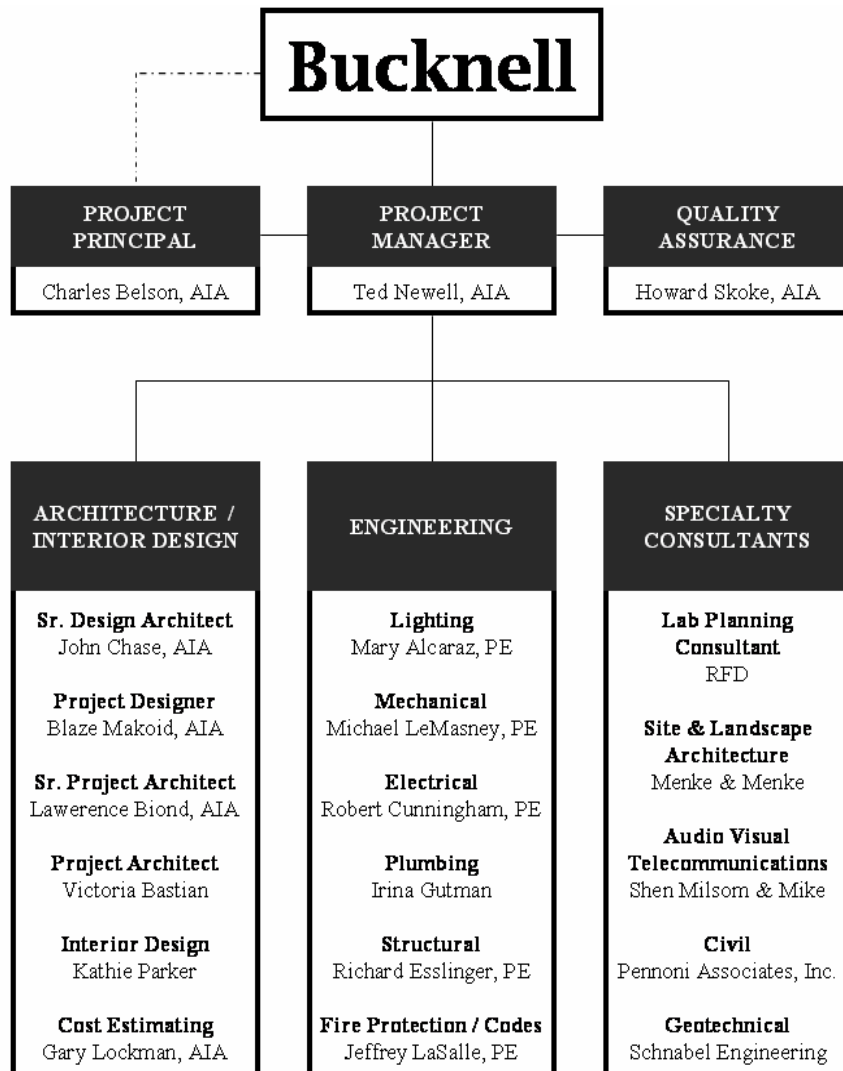 Bucknell
PROJECT
PRINCIPAL
Charles Belson, AIA
PROJECT
MANAGER
Ted Newell, AIA
QUALITY
ASSURANCE
Howard Skoke, AIA
ARCHITECTURE /
INTERIOR DESIGN
Sr. Design Architect
John Chase, AIA
Project Designer
Blaze Makoid, AIA
Sr. Project Architect
Lawerence Biond, AIA
Project Architect
Victoria Bastian
Interior Design
Kathie Parker
Cost Estimating
Gary Lockman, AIA
ENGINEERING
Lighting
Mary Alcaraz, PE
Mechanical
Michael LeMasney, PE
Electrical
Robert Cunningham, PE
Plumbing
Irina Gutman
Structural
Richard Esslinger, PE
Fire Protection / Codes
Jeffrey LaSalle, PE
SPECIALTY
CONSULTANTS
Lab Planning
Consultant
RFD
Site & Landscape
Architecture
Menke & Menke
Audio Visual
Telecommunications
Shen Milsom & Mike
Civil
Pennoni Associates, Inc.
Geotechnical
Schnabel Engineering